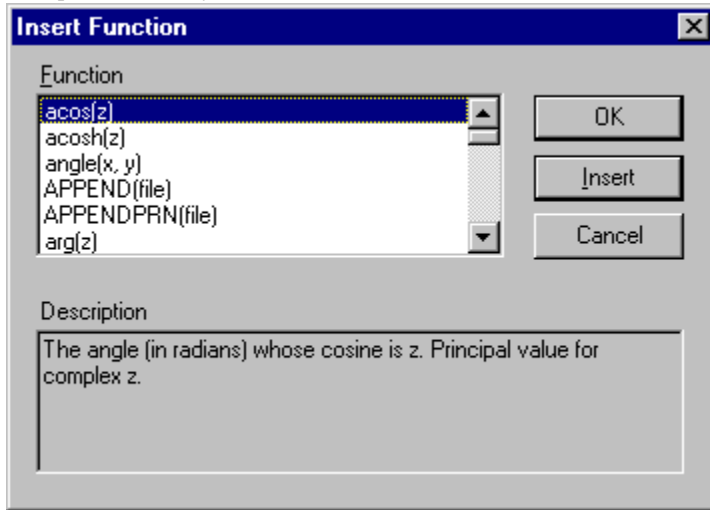 Insert Function
Function
acos(z)
acosh(z)
angle(x, y)
APPEND(file)
APPENDPRN(file)
arg(z)
OK
Insert
Cancel
Description
The angle (in radians) whose cosine is z. Principal value for
complex z.